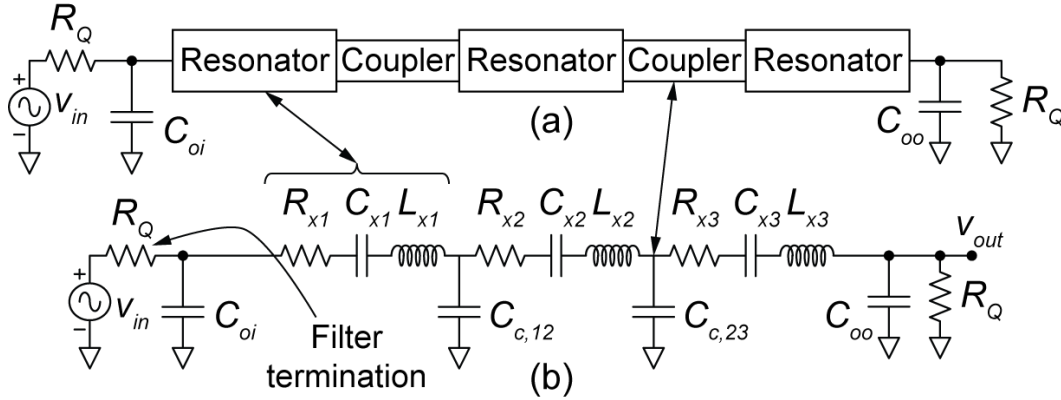 R_Q
+
v_in
−
C_oi
Resonator Coupler Resonator Coupler Resonator
C_oo
R_Q
(a)
R_Q
+
v_in
−
C_oi
R_x1 C_x1 L_x1
C_c,12
R_x2 C_x2 L_x2
C_c,23
R_x3 C_x3 L_x3
C_oo
R_Q
v_out
Filter
termination
(b)